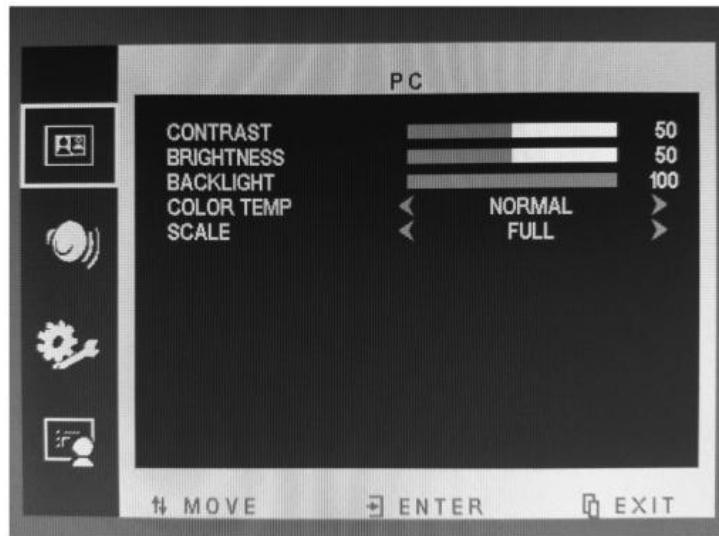 PC
CONTRAST 50
BRIGHTNESS 50
BACKLIGHT 100
COLOR TEMP NORMAL
SCALE FULL
MOVE ENTER EXIT